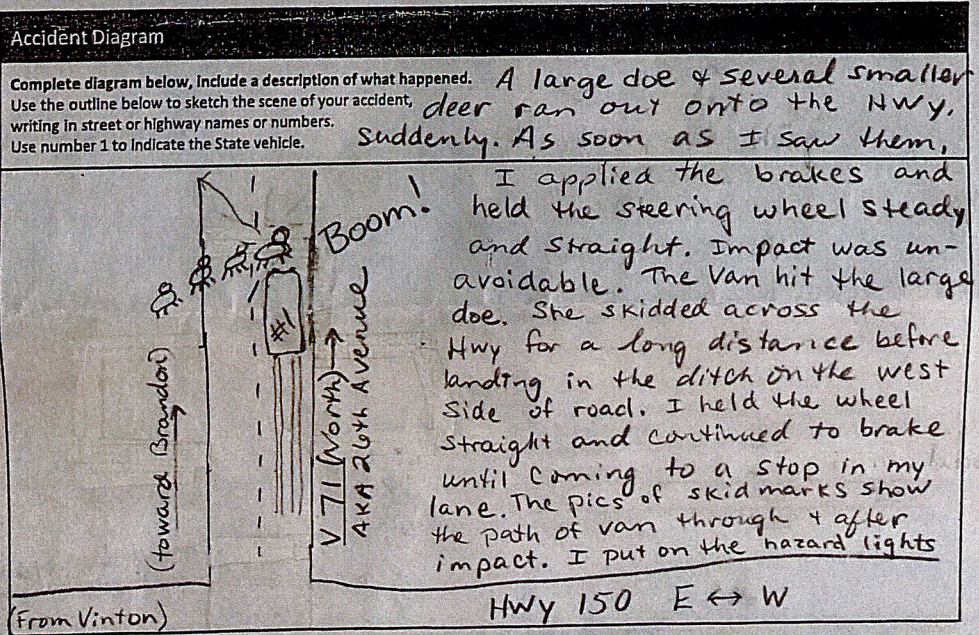 Accident Diagram
Complete diagram below, include a description of what happened.
Use the outline below to sketch the scene of your accident,
writing in street or highway names or numbers.
Use number 1 to indicate the State vehicle.
A large doe & several smaller
deer ran out onto the Hwy,
suddenly. As soon as I saw them,
I applied the brakes and
held the steering wheel steady
and straight. Impact was un-
avoidable. The Van hit the large
doe. She skidded across the
Hwy for a long distance before
landing in the ditch on the west
side of road. I held the wheel
straight and continued to brake
until coming to a stop in my
lane. The pics of skid marks show
the path of van through & after
impact. I put on the hazard lights
Boom!
#1
(toward Brandon)
V 71 (North)
AKA 26th Avenue
(From Vinton)
Hwy 150 E ↔ W